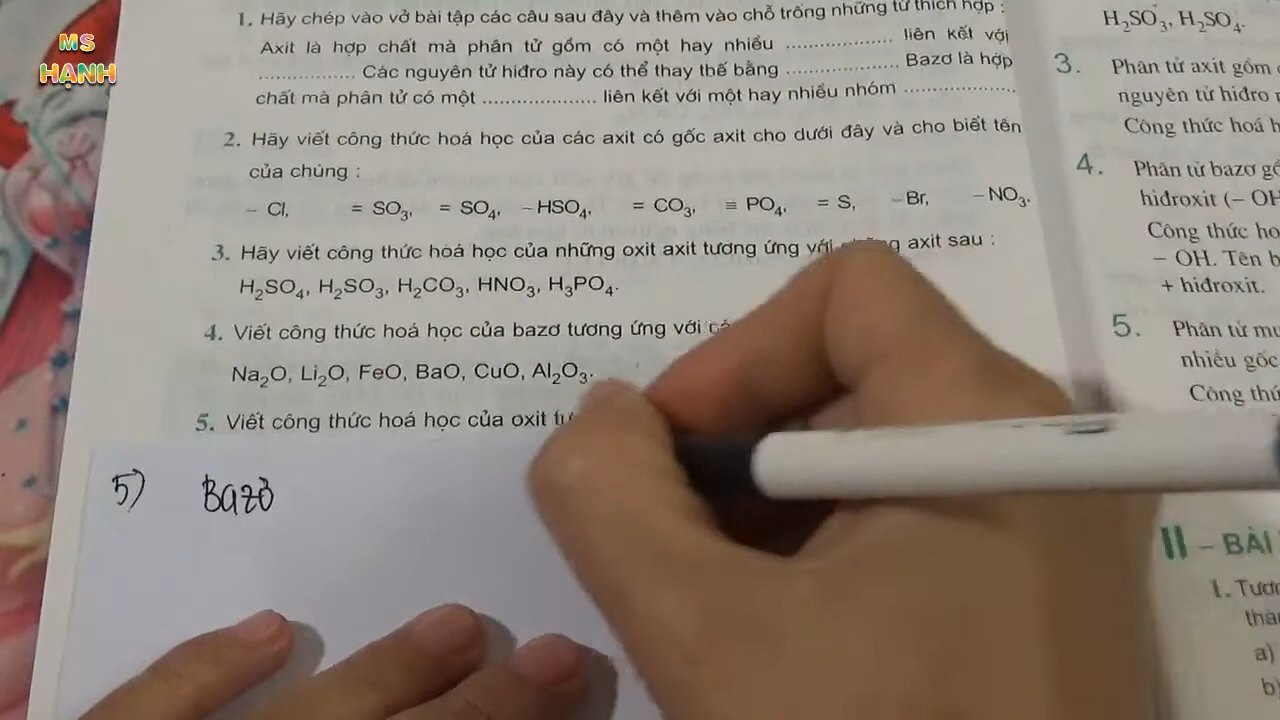 MS
HẠNH
1. Hãy chép vào vở bài tập các câu sau đây và thêm vào chỗ trống những từ thích hợp :
Axit là hợp chất mà phân tử gồm có một hay nhiều .................... liên kết với
.................. Các nguyên tử hiđro này có thể thay thế bằng .................... Bazơ là hợp
chất mà phân tử có một .................... liên kết với một hay nhiều nhóm ....................
2. Hãy viết công thức hoá học của các axit có gốc axit cho dưới đây và cho biết tên
của chúng :
– Cl, = SO₃, = SO₄, – HSO₄, = CO₃, ≡ PO₄, = S, – Br, – NO₃.
3. Hãy viết công thức hoá học của những oxit axit tương ứng với axit sau :
H₂SO₄, H₂SO₃, H₂CO₃, HNO₃, H₃PO₄.
4. Viết công thức hoá học của bazơ tương ứng với
Na₂O, Li₂O, FeO, BaO, CuO, Al₂O₃.
5. Viết công thức hoá học của oxit
5) Bazơ
H₂SO₃, H₂SO₄.
3. Phân tử axit gồm
nguyên tử hiđro
Công thức hoá
4. Phân tử bazơ
hiđroxit (– OH
Công thức
– OH. Tên
+ hiđroxit.
5. Phân tử
nhiều gốc
Công
II – BÀI
1.
a)
b)